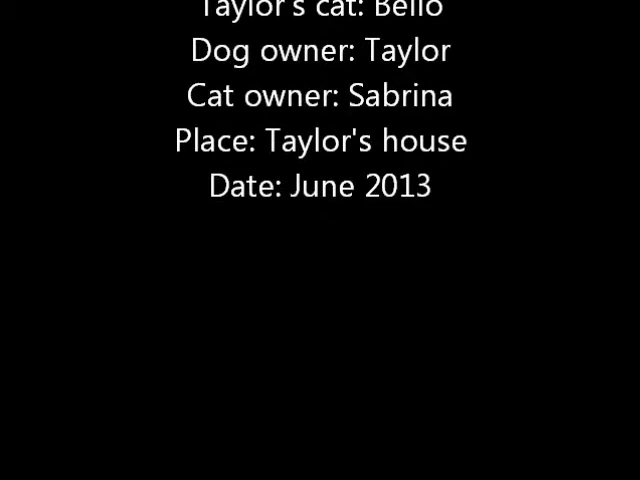 Taylor's cat: Bello
Dog owner: Taylor
Cat owner: Sabrina
Place: Taylor's house
Date: June 2013